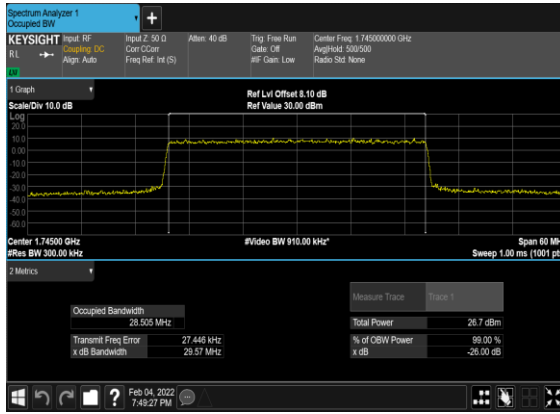 Spectrum Analyzer 1
Occupied BW
+
KEYSIGHT
RL
Input: RF
Coupling: DC
Align: Auto
Input Z: 50 Ω
Corr CCorr
Freq Ref: Int (S)
Atten: 40 dB
Trig: Free Run
Gate: Off
#IF Gain: Low
Center Freq: 1.745000000 GHz
Avg|Hold: 500/500
Radio Std: None
LXI
1 Graph
Scale/Div 10.0 dB
Ref Lvl Offset 8.10 dB
Ref Value 30.00 dBm
Log
20.0
10.0
0.00
-10.0
-20.0
-30.0
-40.0
-50.0
-60.0
Center 1.74500 GHz
#Res BW 300.00 kHz
#Video BW 910.00 kHz*
Span 60 MH
Sweep 1.00 ms (1001 pt
2 Metrics
Measure Trace
Trace 1
Occupied Bandwidth
28.505 MHz
Total Power
26.7 dBm
Transmit Freq Error
27.446 kHz
% of OBW Power
99.00 %
x dB Bandwidth
29.57 MHz
x dB
-26.00 dB
?
Feb 04, 2022
7:49:27 PM